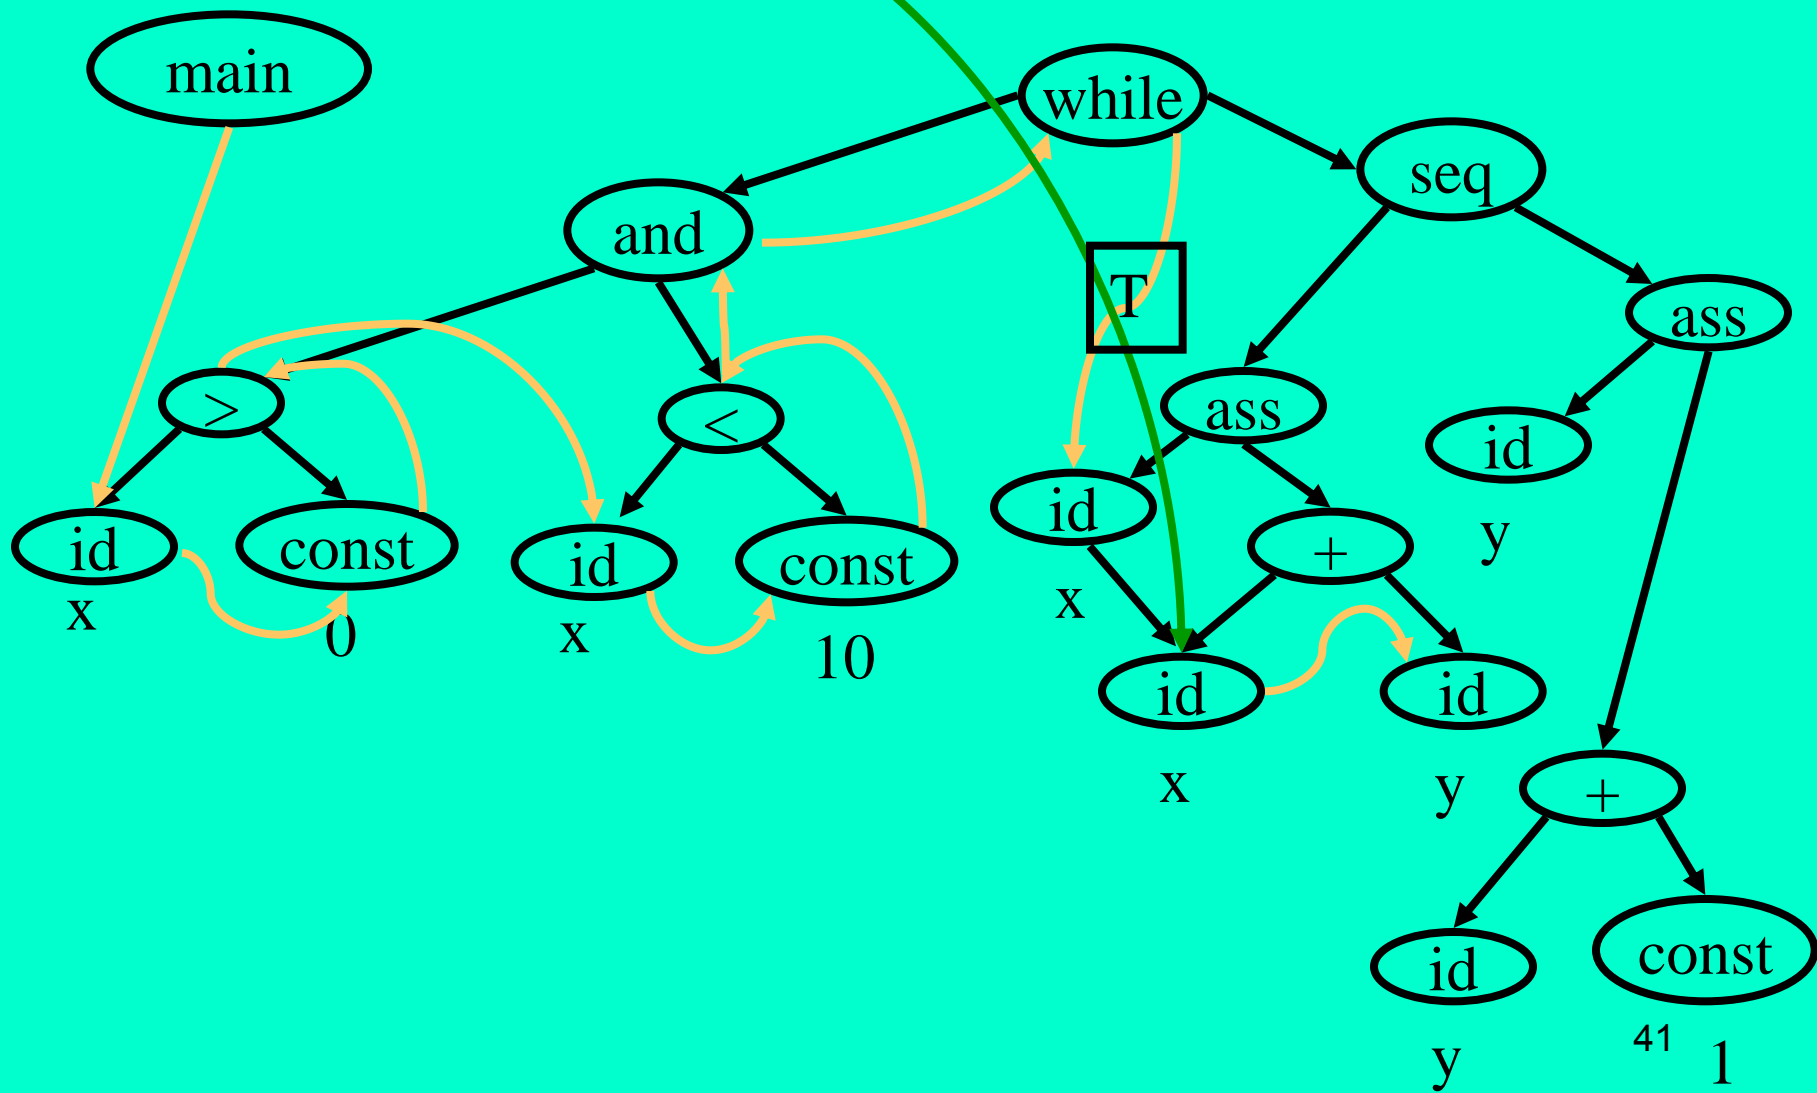 main
while
seq
and
T
ass
>
<
ass
id
id
+
y
id
const
id
const
x
x
0
x
10
id
id
x
y
+
id
const
y
41
1